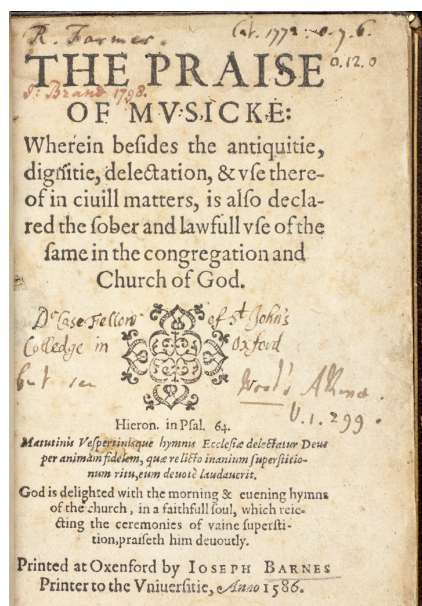 R. Farmer.
Cat. 1772: 0.7.6.
THE PRAISE
0.12.0
J: Brand 1798.
OF MVSICKE:
Wherein beſides the antiquitie,
dignitie, delectation, & vſe there-
of in ciuill matters, is alſo decla-
red the ſober and lawfull vſe of the
ſame in the congregation and
Church of God.
Dr Case Fellow of St John's
Colledge in Oxford
but see Wood's Athenæ.
V. 1. 299.
Hieron. in Pſal. 64.
Matutinis Veſpertiniſque hymnis Eccleſiæ delectatur Deus
per animam fidelem, quæ relicto inanium ſuperſtitio-
num ritu, eum deuotè laudauerit.
God is delighted with the morning & euening hymns
of the church, in a faithfull ſoul, which reie-
cting the ceremonies of vaine ſuperſti-
tion, praiſeth him deuoutly.
Printed at Oxenford by IOSEPH BARNES
Printer to the Vniuerſitie, Anno 1586.